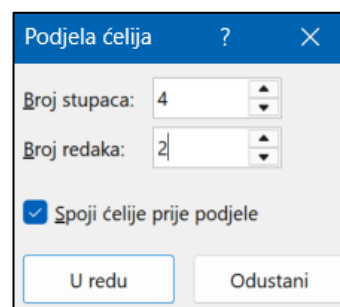 Podjela ćelija ?
Broj stupaca: 4
Broj redaka: 2
Spoji ćelije prije podjele
U redu Odustani